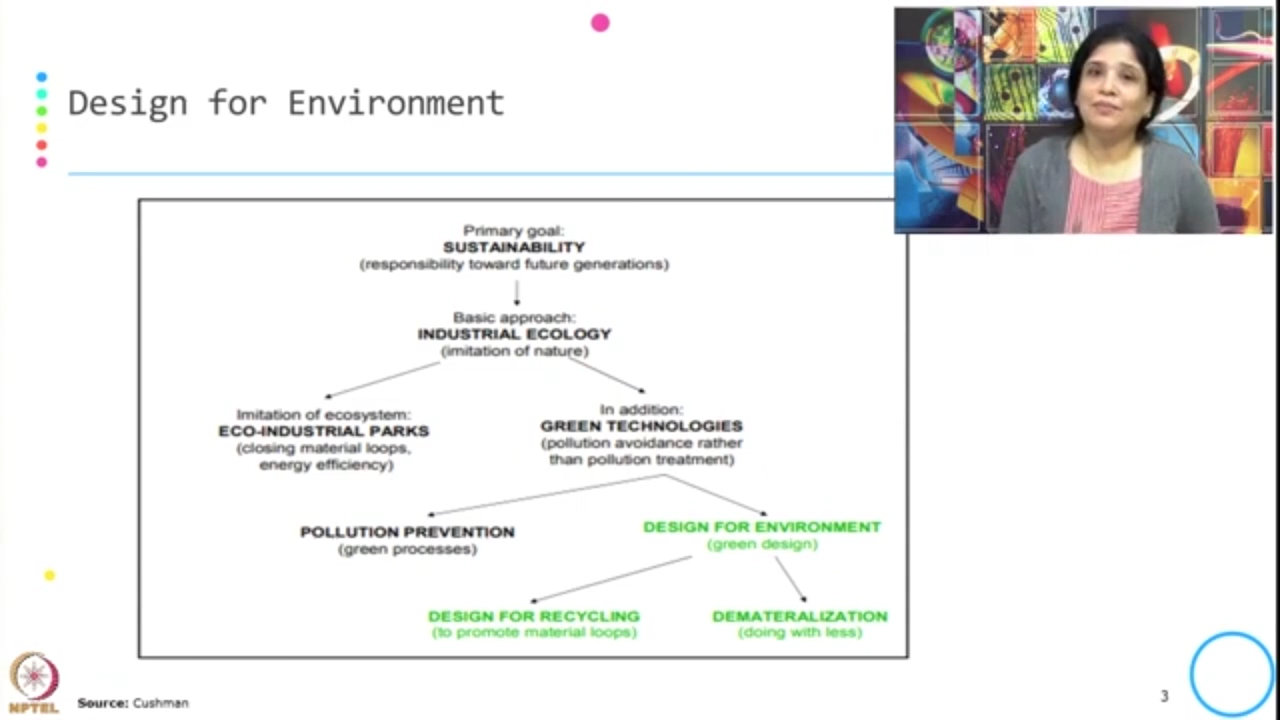 Design for Environment
Primary goal:
SUSTAINABILITY
(responsibility toward future generations)
Basic approach:
INDUSTRIAL ECOLOGY
(imitation of nature)
Imitation of ecosystem:
ECO-INDUSTRIAL PARKS
(closing material loops,
energy efficiency)
In addition:
GREEN TECHNOLOGIES
(pollution avoidance rather
than pollution treatment)
POLLUTION PREVENTION
(green processes)
DESIGN FOR ENVIRONMENT
(green design)
DESIGN FOR RECYCLING
(to promote material loops)
DEMATERALIZATION
(doing with less)
NPTEL
Source: Cushman
3